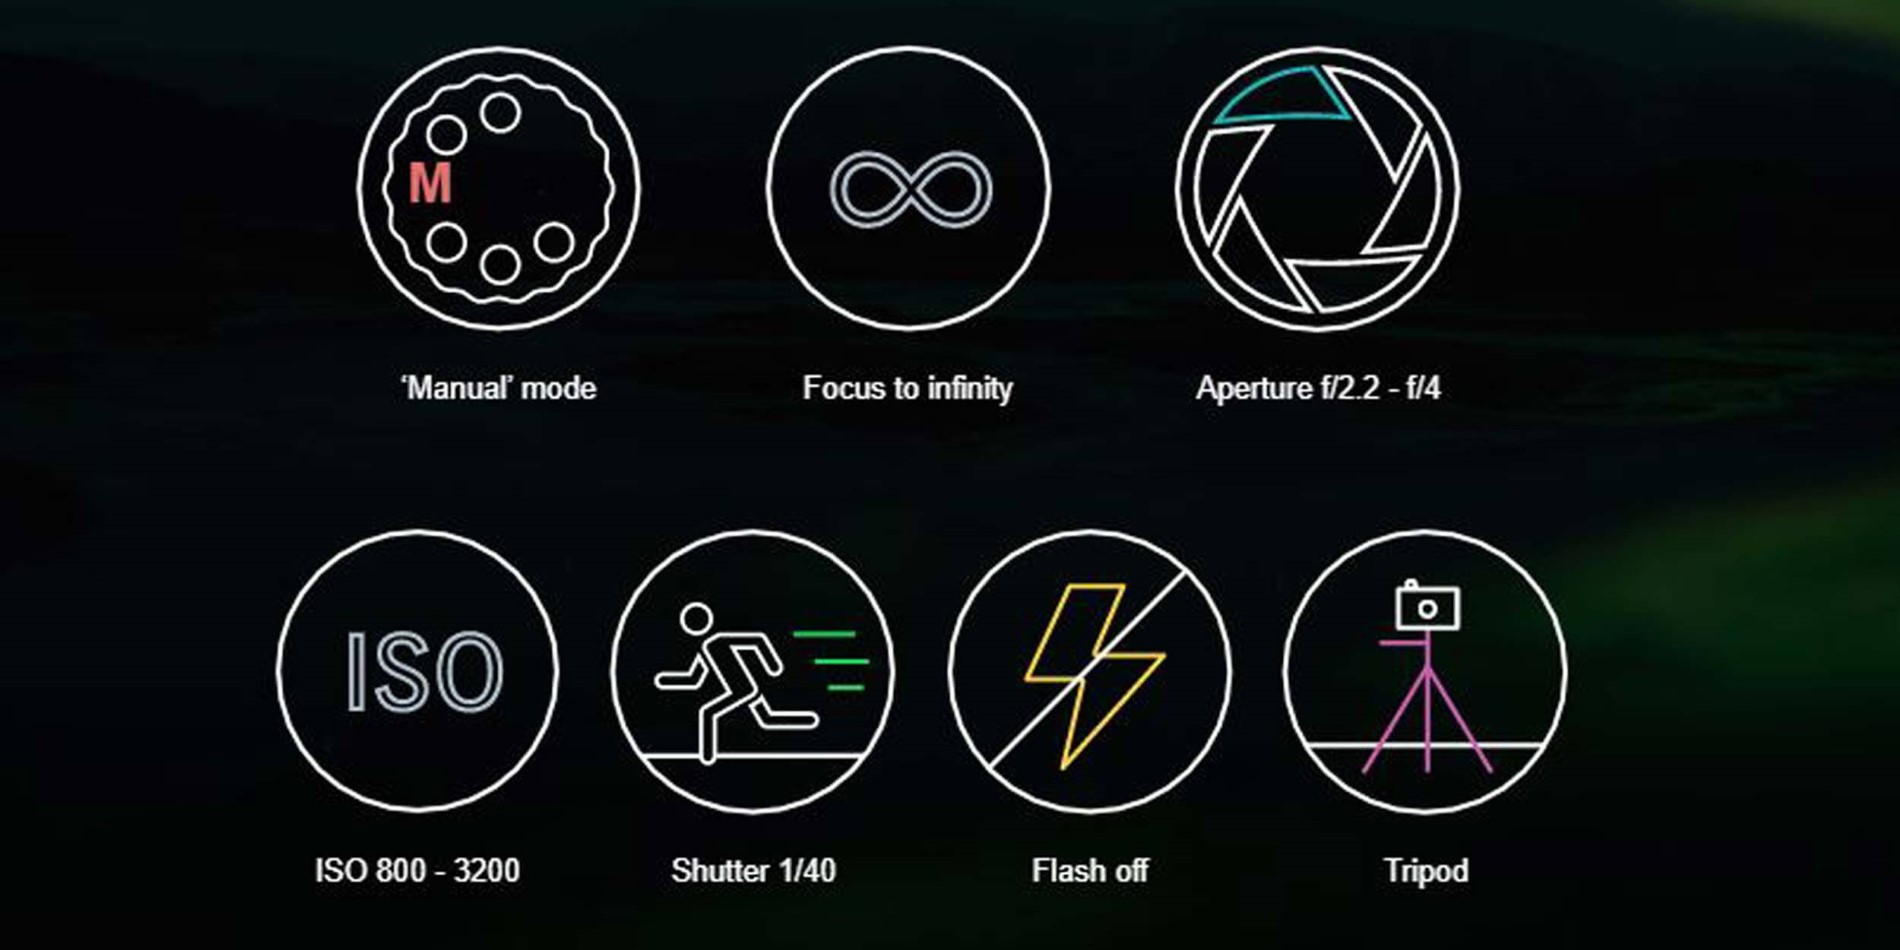 M
‘Manual’ mode
Focus to infinity
Aperture f/2.2 - f/4
ISO
ISO 800 - 3200
Shutter 1/40
Flash off
Tripod